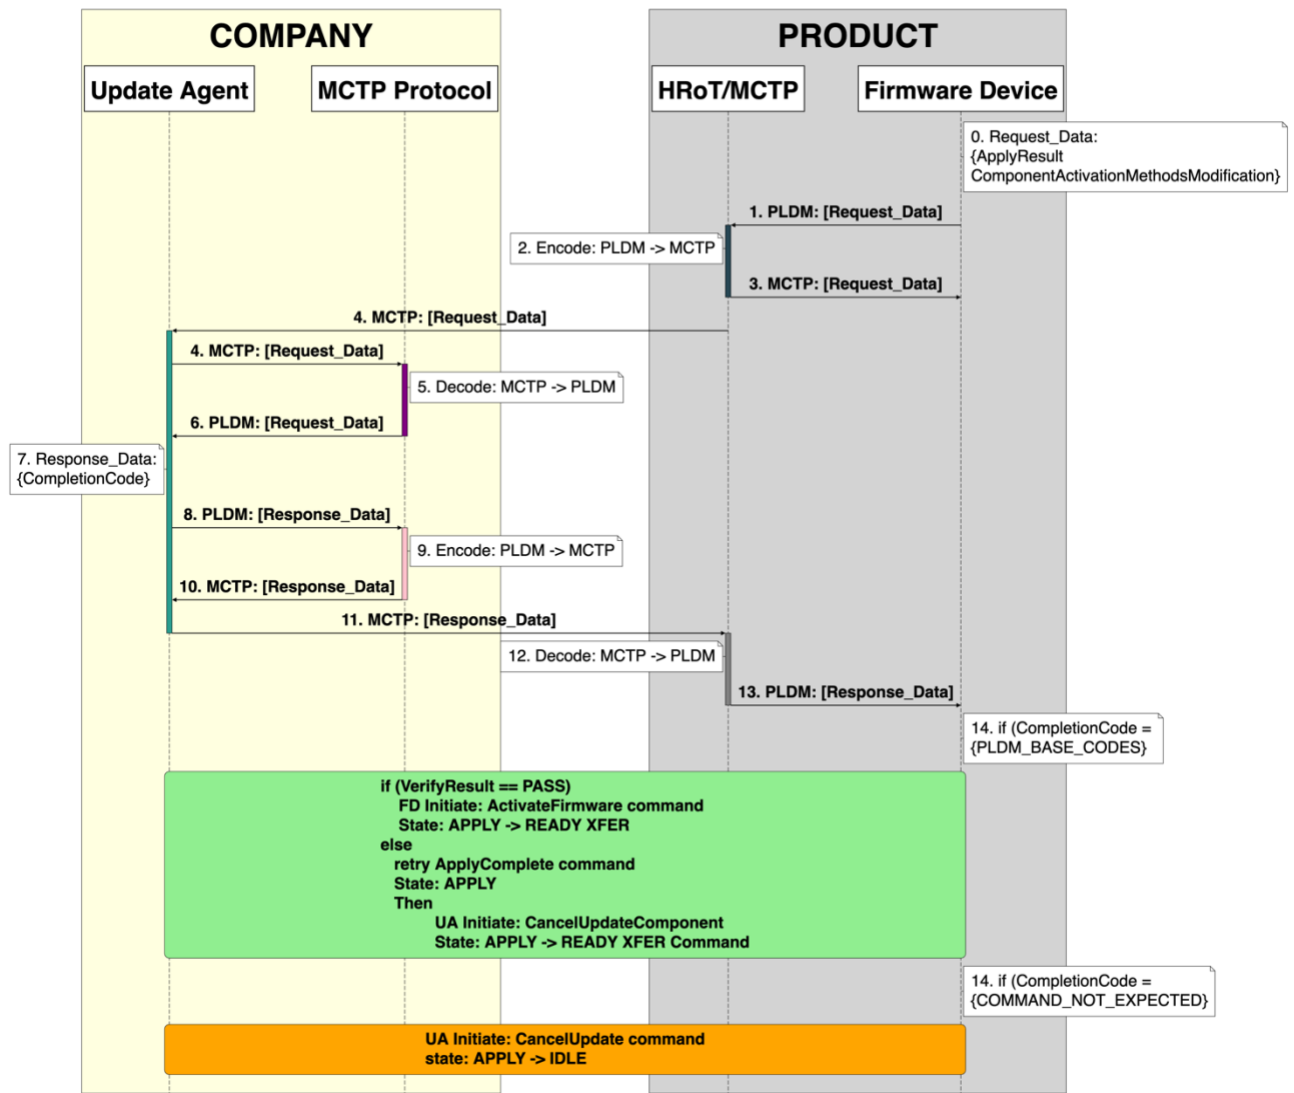 COMPANY
PRODUCT
Update Agent
MCTP Protocol
HRoT/MCTP
Firmware Device
0. Request_Data:
{ApplyResult
ComponentActivationMethodsModification}
1. PLDM: [Request_Data]
2. Encode: PLDM -> MCTP
3. MCTP: [Request_Data]
4. MCTP: [Request_Data]
4. MCTP: [Request_Data]
5. Decode: MCTP -> PLDM
6. PLDM: [Request_Data]
7. Response_Data:
{CompletionCode}
8. PLDM: [Response_Data]
9. Encode: PLDM -> MCTP
10. MCTP: [Response_Data]
11. MCTP: [Response_Data]
12. Decode: MCTP -> PLDM
13. PLDM: [Response_Data]
14. if (CompletionCode =
{PLDM_BASE_CODES}
if (VerifyResult == PASS)
FD Initiate: ActivateFirmware command
State: APPLY -> READY XFER
else
retry ApplyComplete command
State: APPLY
Then
UA Initiate: CancelUpdateComponent
State: APPLY -> READY XFER Command
14. if (CompletionCode =
{COMMAND_NOT_EXPECTED}
UA Initiate: CancelUpdate command
state: APPLY -> IDLE